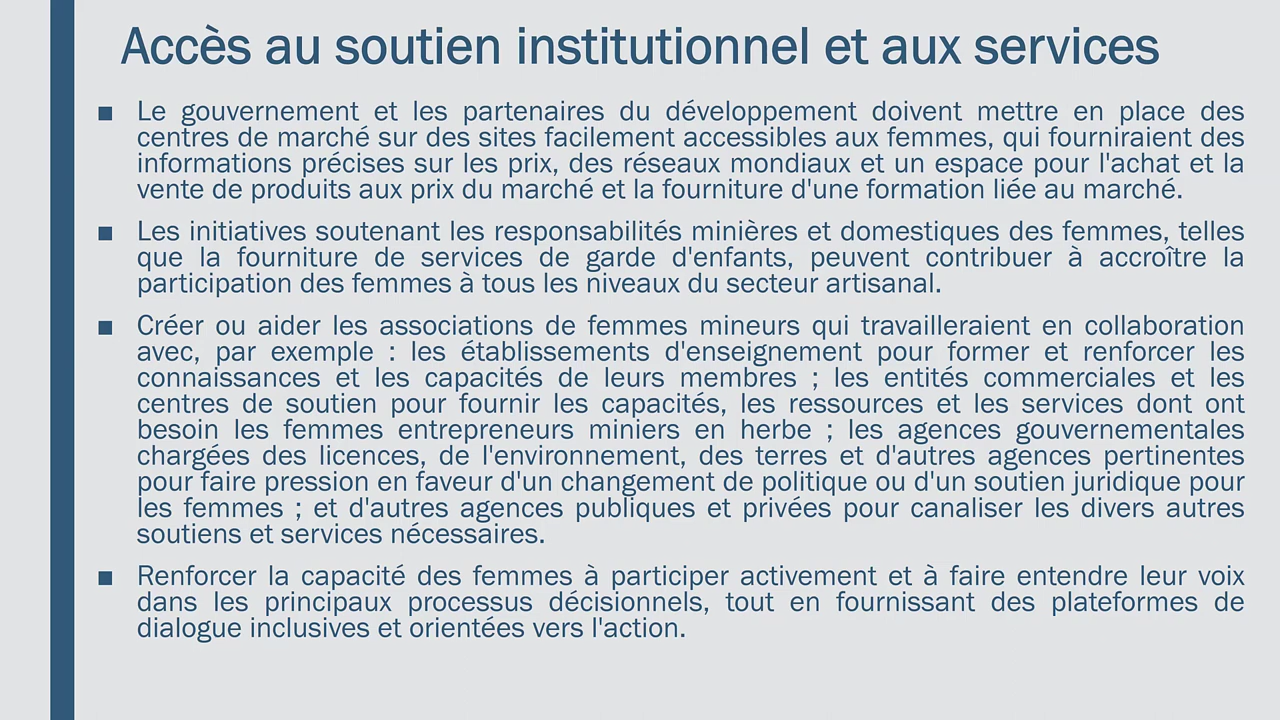 Accès au soutien institutionnel et aux services
■ Le gouvernement et les partenaires du développement doivent mettre en place des
centres de marché sur des sites facilement accessibles aux femmes, qui fourniraient des
informations précises sur les prix, des réseaux mondiaux et un espace pour l'achat et la
vente de produits aux prix du marché et la fourniture d'une formation liée au marché.
■ Les initiatives soutenant les responsabilités minières et domestiques des femmes, telles
que la fourniture de services de garde d'enfants, peuvent contribuer à accroître la
participation des femmes à tous les niveaux du secteur artisanal.
■ Créer ou aider les associations de femmes mineurs qui travailleraient en collaboration
avec, par exemple : les établissements d'enseignement pour former et renforcer les
connaissances et les capacités de leurs membres ; les entités commerciales et les
centres de soutien pour fournir les capacités, les ressources et les services dont ont
besoin les femmes entrepreneurs miniers en herbe ; les agences gouvernementales
chargées des licences, de l'environnement, des terres et d'autres agences pertinentes
pour faire pression en faveur d'un changement de politique ou d'un soutien juridique pour
les femmes ; et d'autres agences publiques et privées pour canaliser les divers autres
soutiens et services nécessaires.
■ Renforcer la capacité des femmes à participer activement et à faire entendre leur voix
dans les principaux processus décisionnels, tout en fournissant des plateformes de
dialogue inclusives et orientées vers l'action.